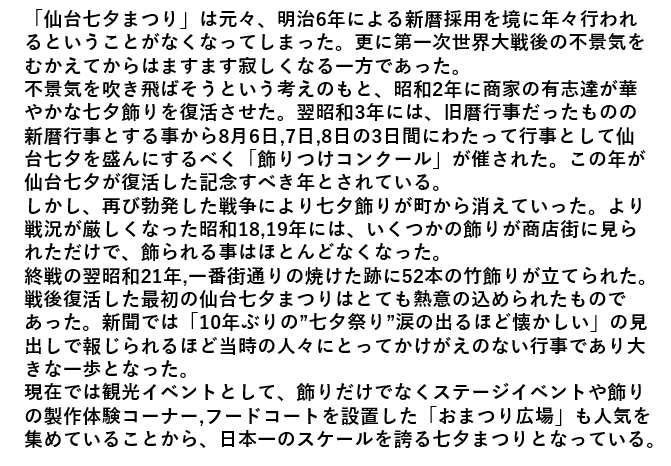 「仙台七夕まつり」は元々、明治6年による新暦採用を境に年々行われ
るということがなくなってしまった。更に第一次世界大戦後の不景気を
むかえてからはますます寂しくなる一方であった。
不景気を吹き飛ばそうという考えのもと、昭和2年に商家の有志達が華
やかな七夕飾りを復活させた。翌昭和3年には、旧暦行事だったものの
新暦行事とする事から8月6日,7日,8日の3日間にわたって行事として仙
台七夕を盛んにするべく「飾りつけコンクール」が催された。この年が
仙台七夕が復活した記念すべき年とされている。
しかし、再び勃発した戦争により七夕飾りが町から消えていった。より
戦況が厳しくなった昭和18,19年には、いくつかの飾りが商店街に見ら
れただけで、飾られる事はほとんどなくなった。
終戦の翌昭和21年,一番街通りの焼けた跡に52本の竹飾りが立てられた。
戦後復活した最初の仙台七夕まつりはとても熱意の込められたもので
あった。新聞では「10年ぶりの”七夕祭り”涙の出るほど懐かしい」の見
出しで報じられるほど当時の人々にとってかけがえのない行事であり大
きな一歩となった。
現在では観光イベントとして、飾りだけでなくステージイベントや飾り
の製作体験コーナー,フードコートを設置した「おまつり広場」も人気を
集めていることから、日本一のスケールを誇る七夕まつりとなっている。